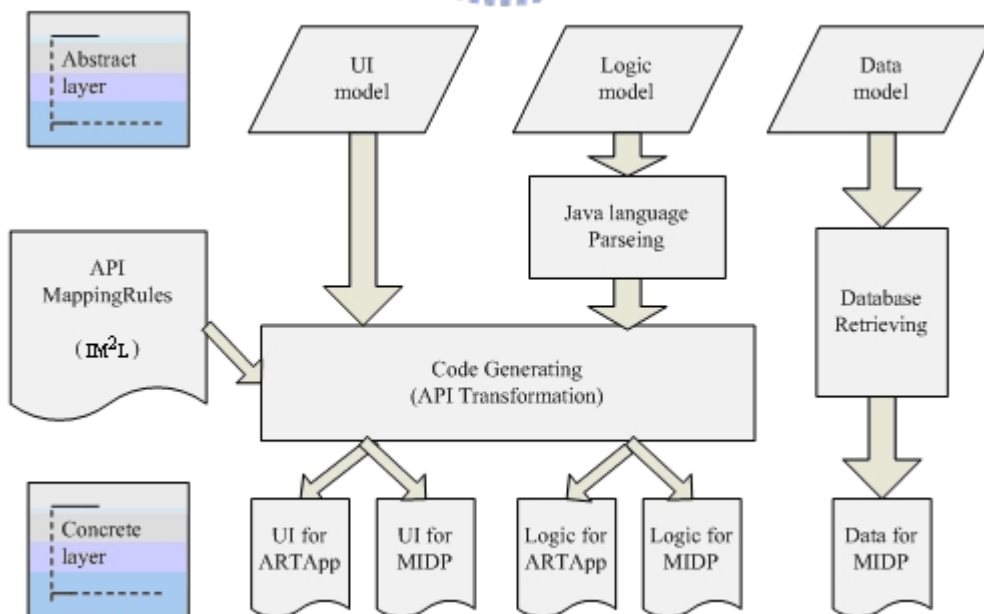 Abstract
layer
UI
model
Logic
model
Data
model
Java language
Parseing
API
MappingRules
(IM²L)
Database
Retrieving
Code Generating
(API Transformation)
Concrete
layer
UI for
ARTApp
UI for
MIDP
Logic for
ARTApp
Logic for
MIDP
Data for
MIDP